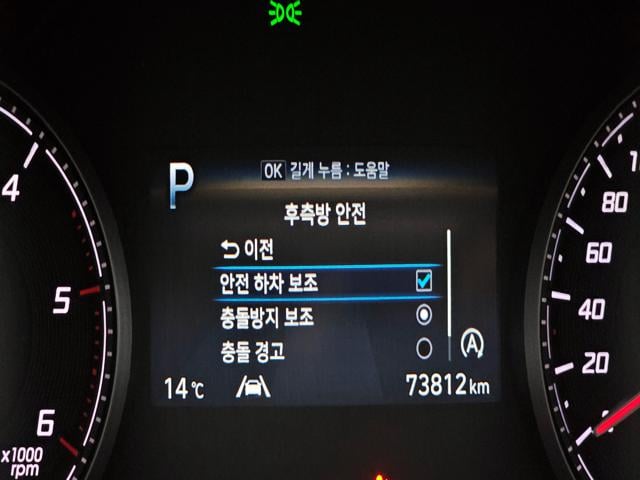 P
OK 길게 누름 : 도움말
후측방 안전
이전
안전 하차 보조
충돌방지 보조
충돌 경고
A
14℃
73812 km
4
5
6
x1000
rpm
80
60
40
20